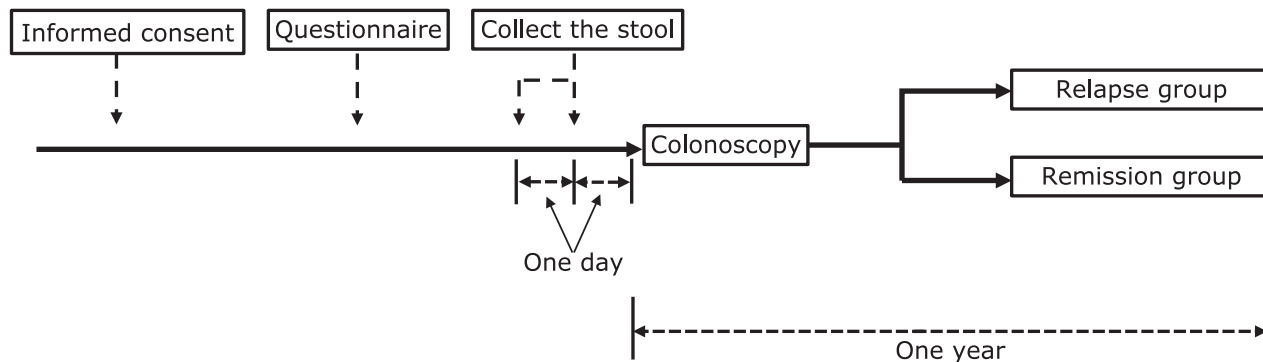 Informed consent
Questionnaire
Collect the stool
Relapse group
Colonoscopy
Remission group
One day
One year